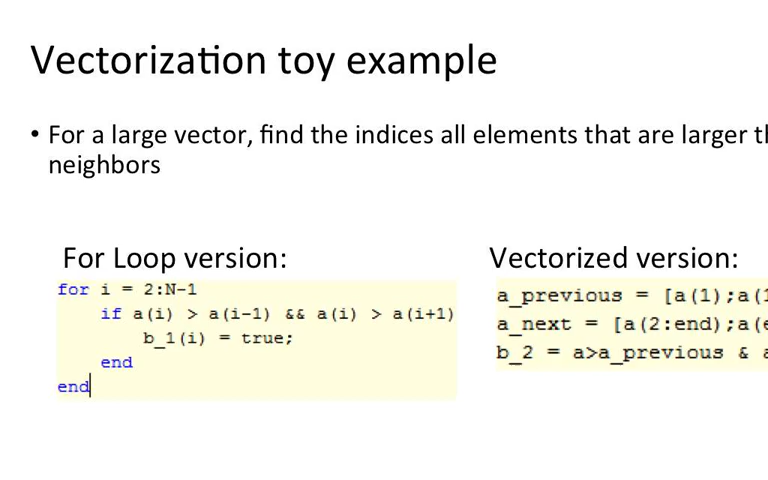 Vectorization toy example
• For a large vector, find the indices all elements that are larger
neighbors
For Loop version:
for i = 2:N-1
if a(i) > a(i-1) && a(i) > a(i+1)
b_1(i) = true;
end
end
Vectorized version:
a_previous = [a(1);a(1
a_next = [a(2:end);a(e
b_2 = a>a_previous & a